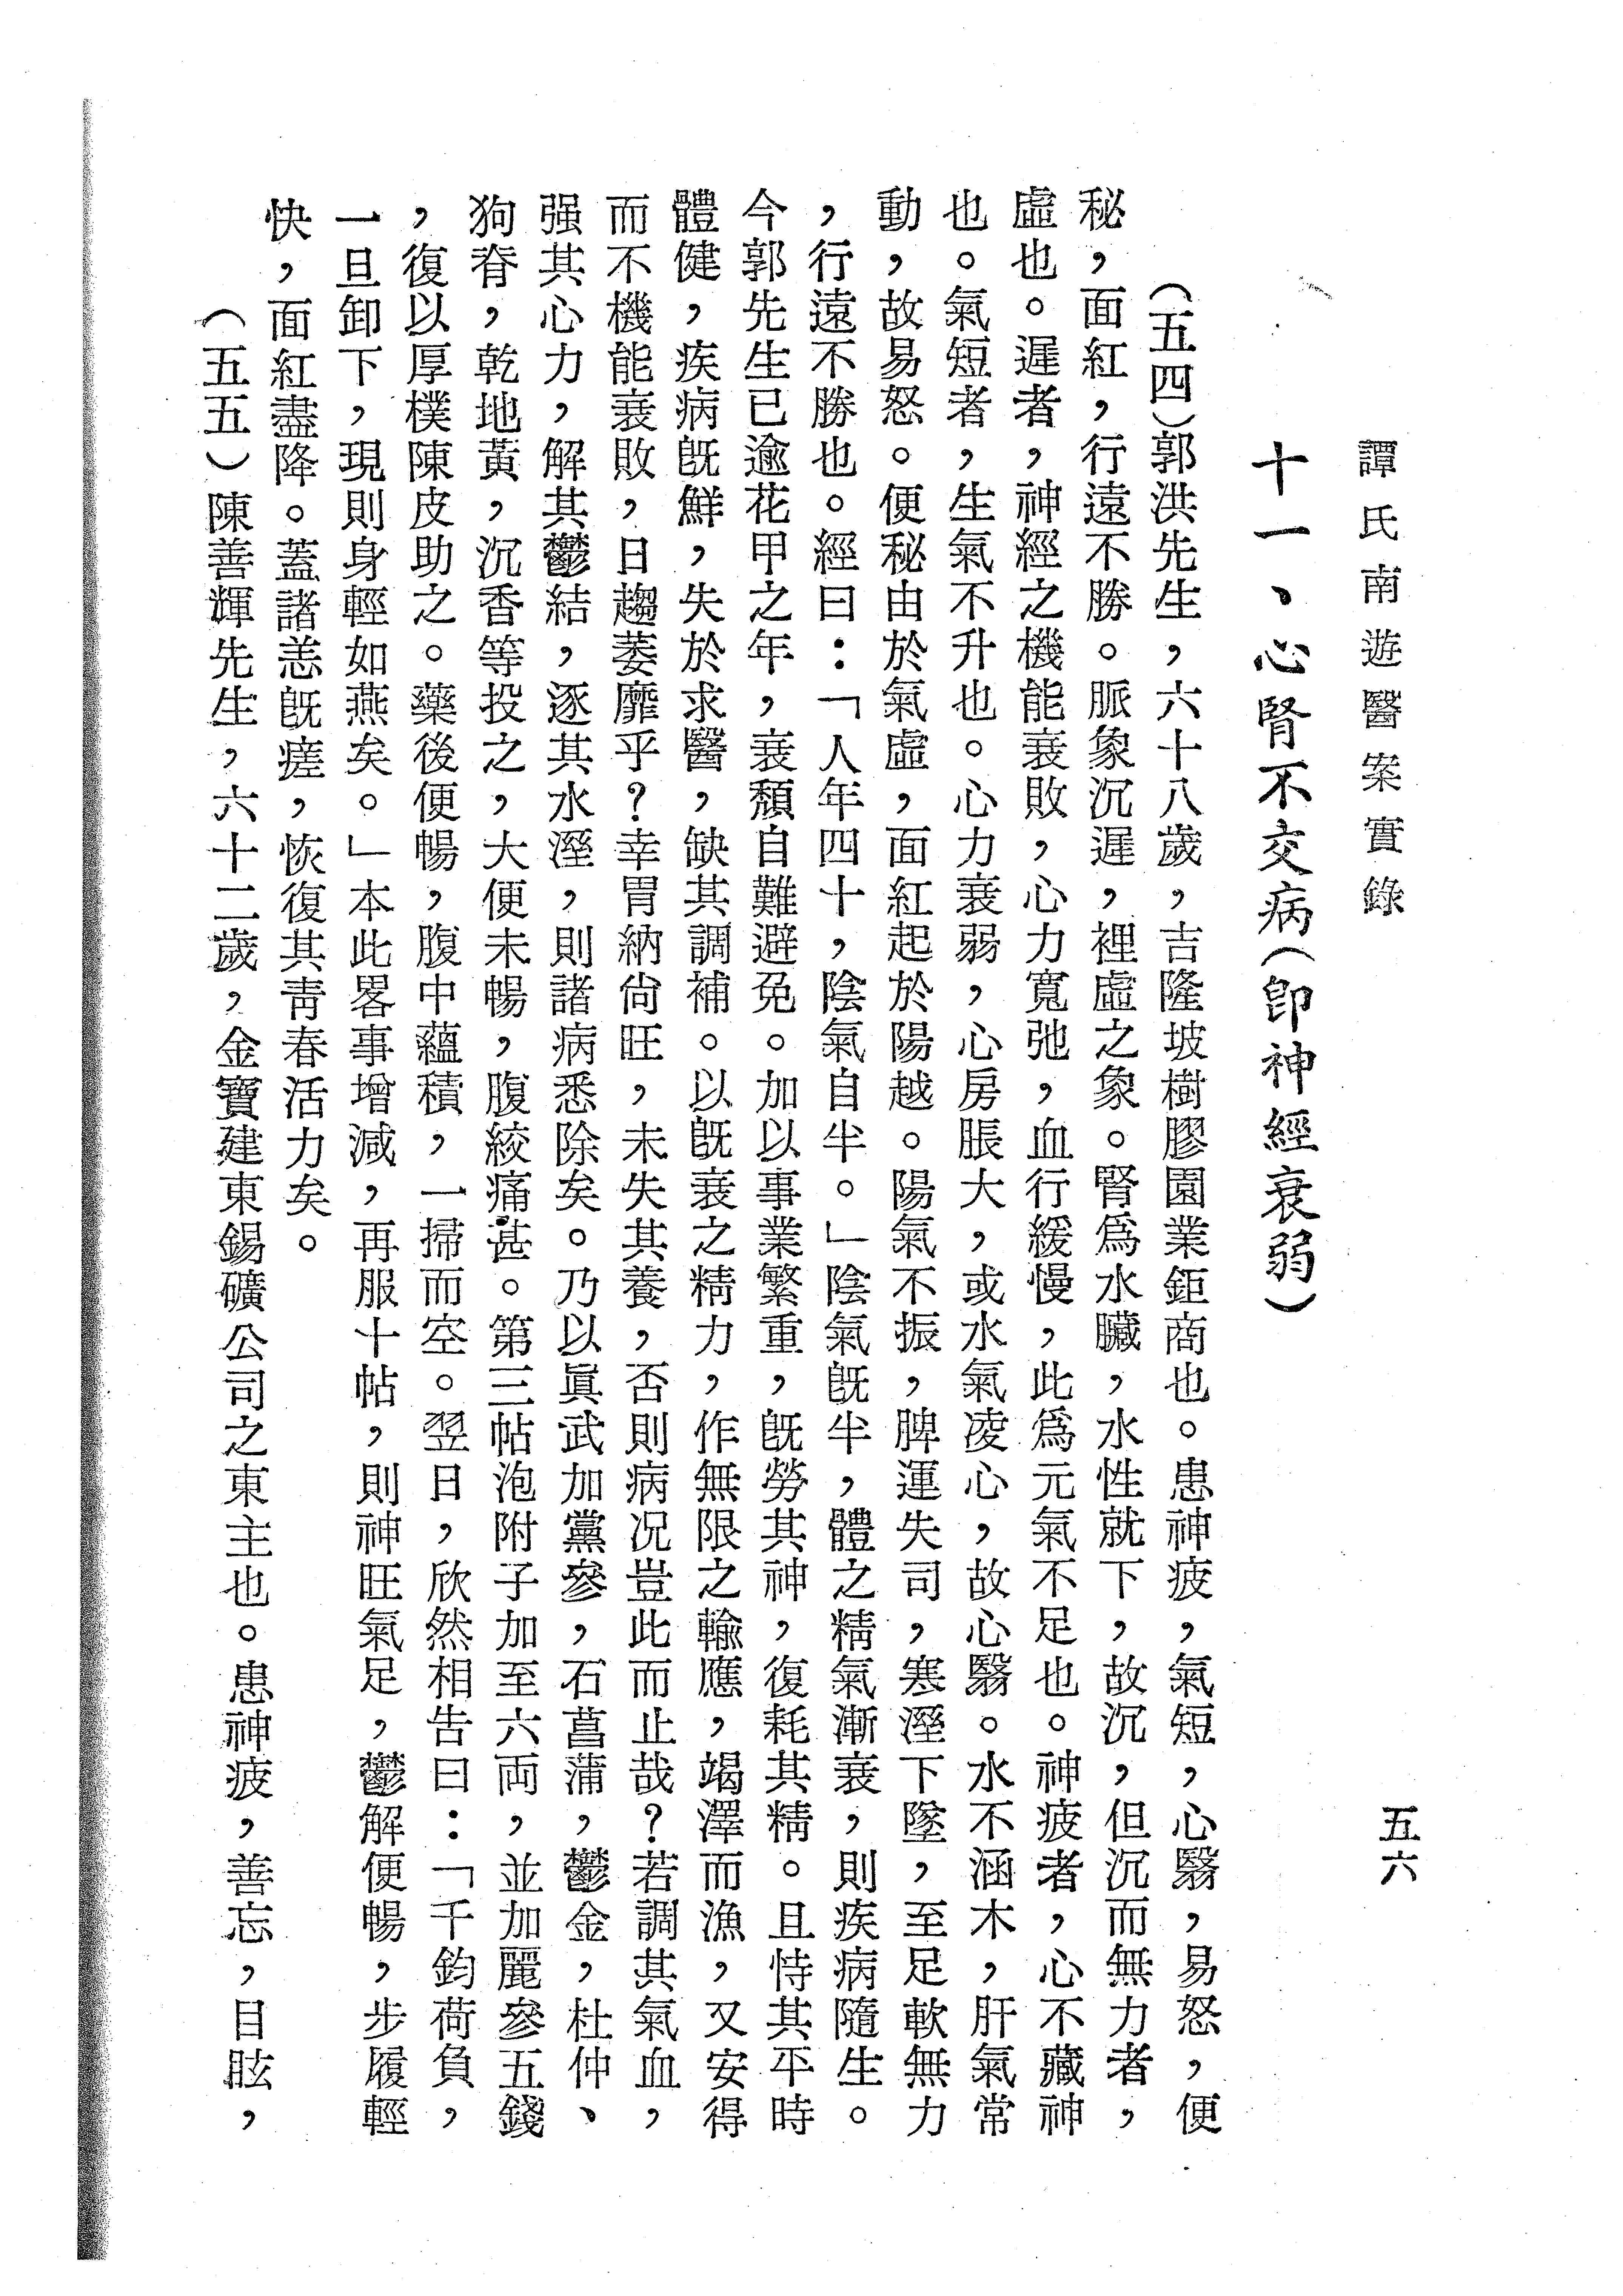 譚氏南遊醫案實錄
五六
十一、心腎不交病(卽神經衰弱)
(五四)郭洪先生,六十八歲,吉隆坡樹膠園業鉅商也。患神疲,氣短,心翳,易怒,便
秘,面紅,行遠不勝。脈象沉遲,裡虛之象。腎爲水臟,水性就下,故沉,但沉而無力者,
虛也。遲者,神經之機能衰敗,心力寬弛,血行緩慢,此爲元氣不足也。神疲者,心不藏神
也。氣短者,生氣不升也。心力衰弱,心房脹大,或水氣凌心,故心翳。水不涵木,肝氣常
動,故易怒。便秘由於氣虛,面紅起於陽越。陽氣不振,脾運失司,寒溼下墜,至足軟無力
,行遠不勝也。經曰:「人年四十,陰氣自半。」陰氣旣半,體之精氣漸衰,則疾病隨生。
今郭先生已逾花甲之年,衰頹自難避免。加以事業繁重,旣勞其神,復耗其精。且恃其平時
體健,疾病旣鮮,失於求醫,缺其調補。以旣衰之精力,作無限之輸應,竭澤而漁,又安得
而不機能衰敗,日趨萎靡乎?幸胃納尙旺,未失其養,否則病況豈此而止哉?若調其氣血,
强其心力,解其鬱結,逐其水溼,則諸病悉除矣。乃以眞武加黨參,石菖蒲,鬱金,杜仲、
狗脊,乾地黃,沉香等投之,大便未暢,腹絞痛甚。第三帖泡附子加至六両,並加麗參五錢
,復以厚樸陳皮助之。藥後便暢,腹中蘊積,一掃而空。翌日,欣然相告曰:「千鈞荷負,
一旦卸下,現則身輕如燕矣。」本此畧事增減,再服十帖,則神旺氣足,鬱解便暢,步履輕
快,面紅盡降。蓋諸恙旣瘥,恢復其靑春活力矣。
(五五)陳善輝先生,六十二歲,金寶建東錫礦公司之東主也。患神疲,善忘,目眩,